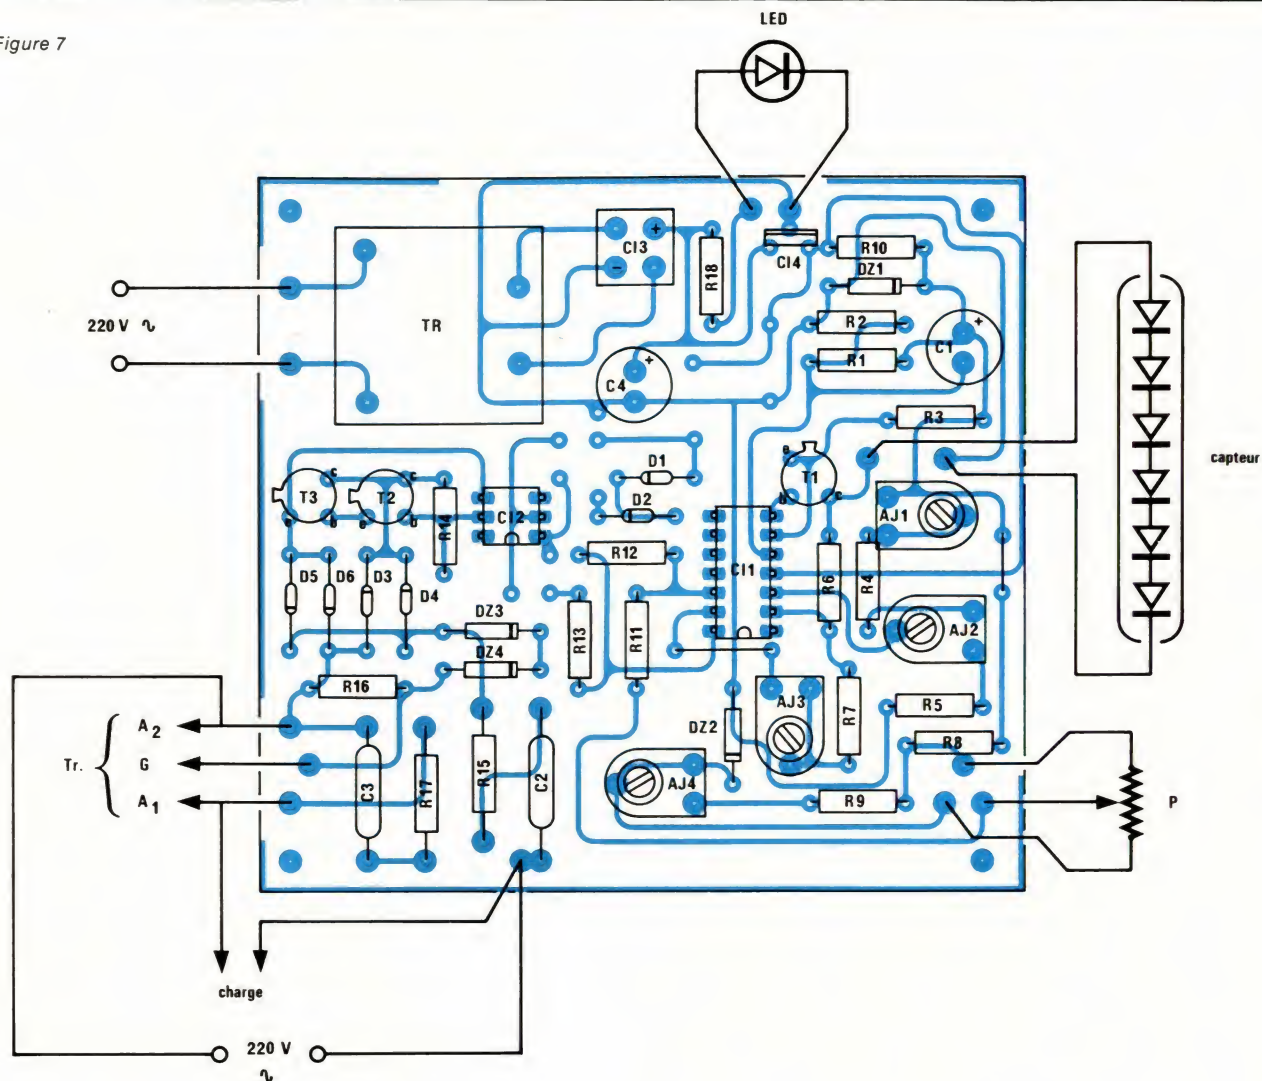 Figure 7
LED
220 V ∿
TR
CI3
+
-
R18
CI4
R10
DZ1
R2
R1
C1
+
C4
+
R3
capteur
T3
c
e
b
T2
c
e
b
R14
CI2
D1
D2
e
T1
b
c
AJ1
R12
CI1
R6
R4
D5
D6
D3
D4
R13
R11
AJ2
DZ3
DZ4
R16
AJ3
R7
R5
DZ2
R8
Tr.
A2
G
A1
C3
R17
R15
C2
AJ4
R9
P
charge
220 V
∿